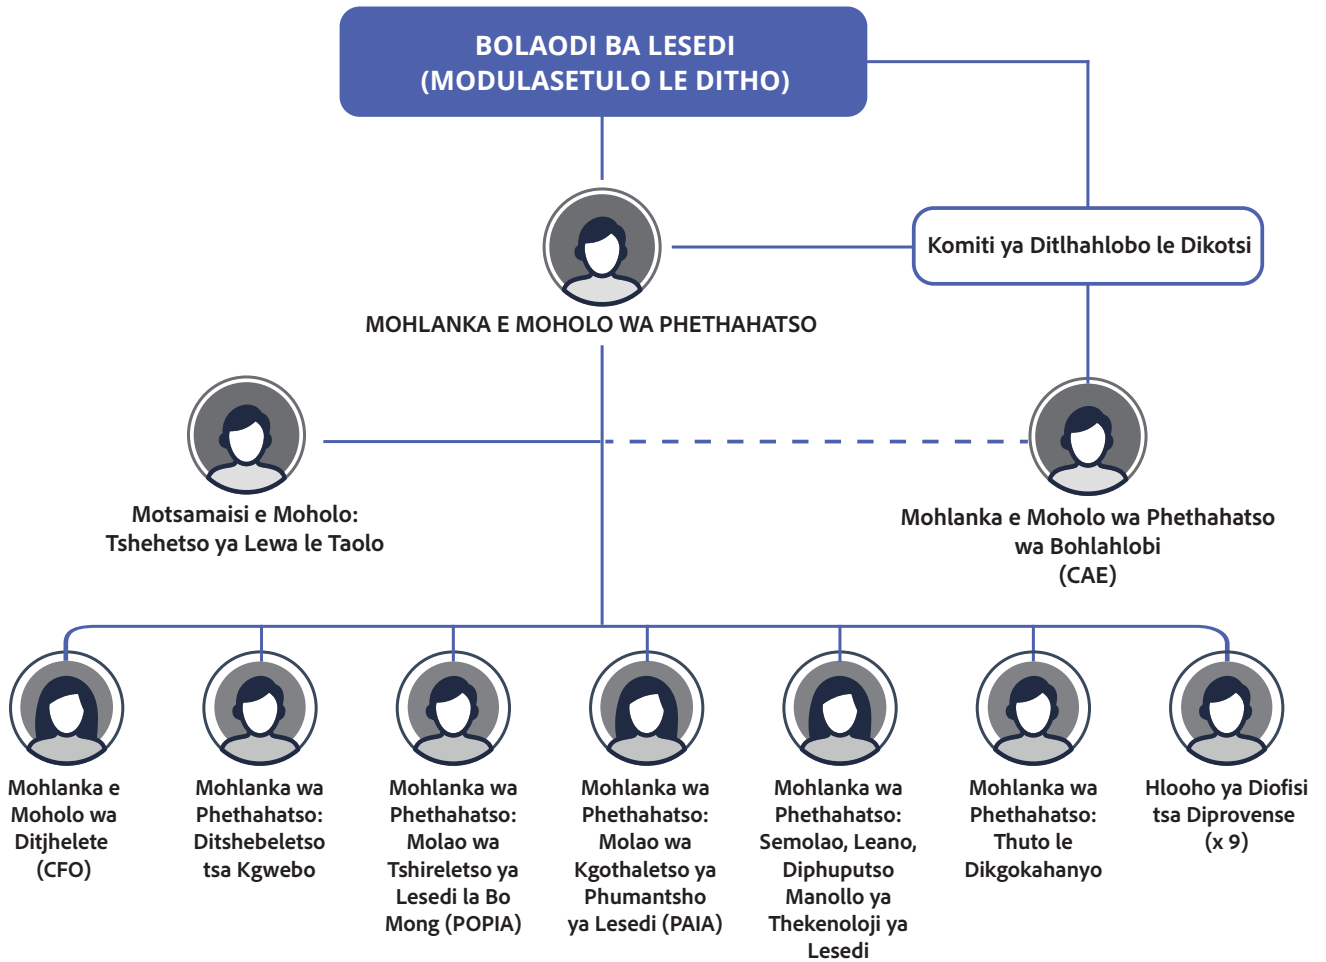 BOLAODI BA LESEDI
(MODULASETULO LE DITHO)
Komiti ya Ditlhahlobo le Dikotsi
MOHLANKA E MOHOLO WA PHETHAHATSO
Motsamaisi e Moholo:
Tshehetso ya Lewa le Taolo
Mohlanka e Moholo wa Phethahatso
wa Bohlahlobi
(CAE)
Mohlanka e
Moholo wa
Ditjhelete
(CFO)
Mohlanka wa
Phethahatso:
Ditshebeletso
tsa Kgwebo
Mohlanka wa
Phethahatso:
Molao wa
Tshireletso ya
Lesedi la Bo
Mong (POPIA)
Mohlanka wa
Phethahatso:
Molao wa
Kgothaletso ya
Phumantsho
ya Lesedi (PAIA)
Mohlanka wa
Phethahatso:
Semolao, Leano,
Diphuputso
Manollo ya
Thekenoloji ya
Lesedi
Mohlanka wa
Phethahatso:
Thuto le
Dikgokahanyo
Hlooho ya Diofisi
tsa Diprovense
(x 9)